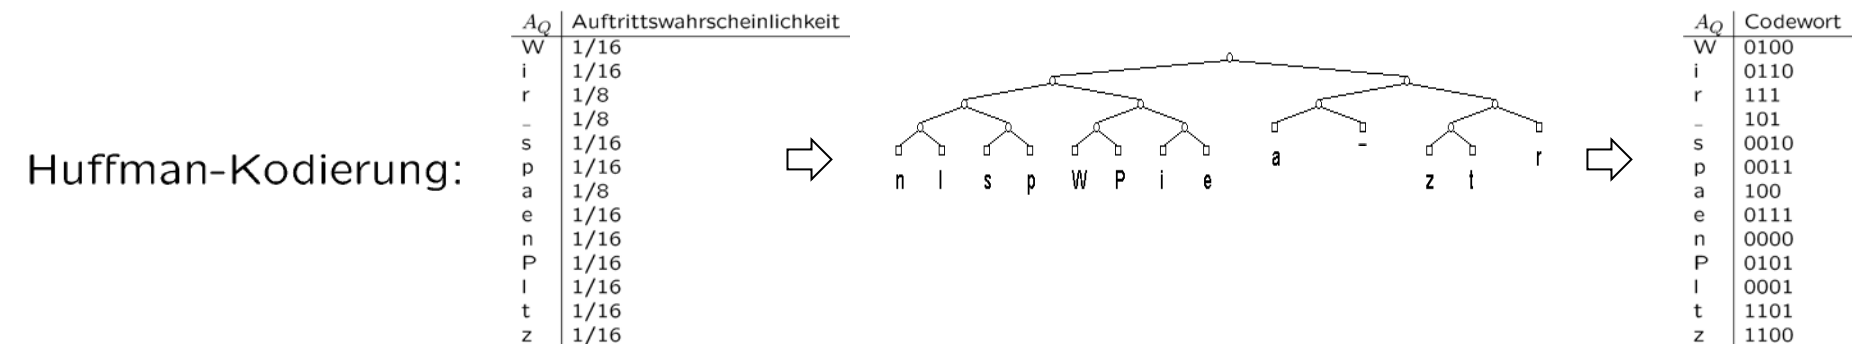 Huffman-Kodierung:
A_Q Auftrittswahrscheinlichkeit
W 1/16
i 1/16
r 1/8
_ 1/8
s 1/16
p 1/16
a 1/8
e 1/16
n 1/16
P 1/16
l 1/16
t 1/16
z 1/16
n l s p W P i e a _ z t r
A_Q Codewort
W 0100
i 0110
r 111
_ 101
s 0010
p 0011
a 100
e 0111
n 0000
P 0101
l 0001
t 1101
z 1100